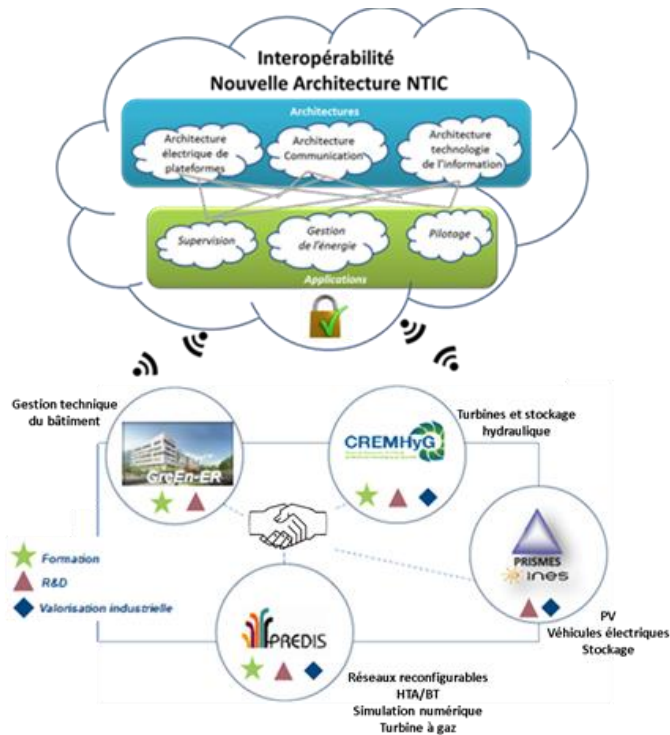 Interopérabilité
Nouvelle Architecture NTIC
Architectures
Architecture
électrique de
plateformes
Architecture
Communication
Architecture
technologie
de l'information
Supervision
Gestion
de l'énergie
Pilotage
Applications
Gestion technique
du bâtiment
GreEn-ER
CREMHyG
Turbines et stockage
hydraulique
Formation
R&D
Valorisation industrielle
PRISMES
ines
PV
Véhicules électriques
Stockage
PREDIS
Réseaux reconfigurables
HTA/BT
Simulation numérique
Turbine à gaz